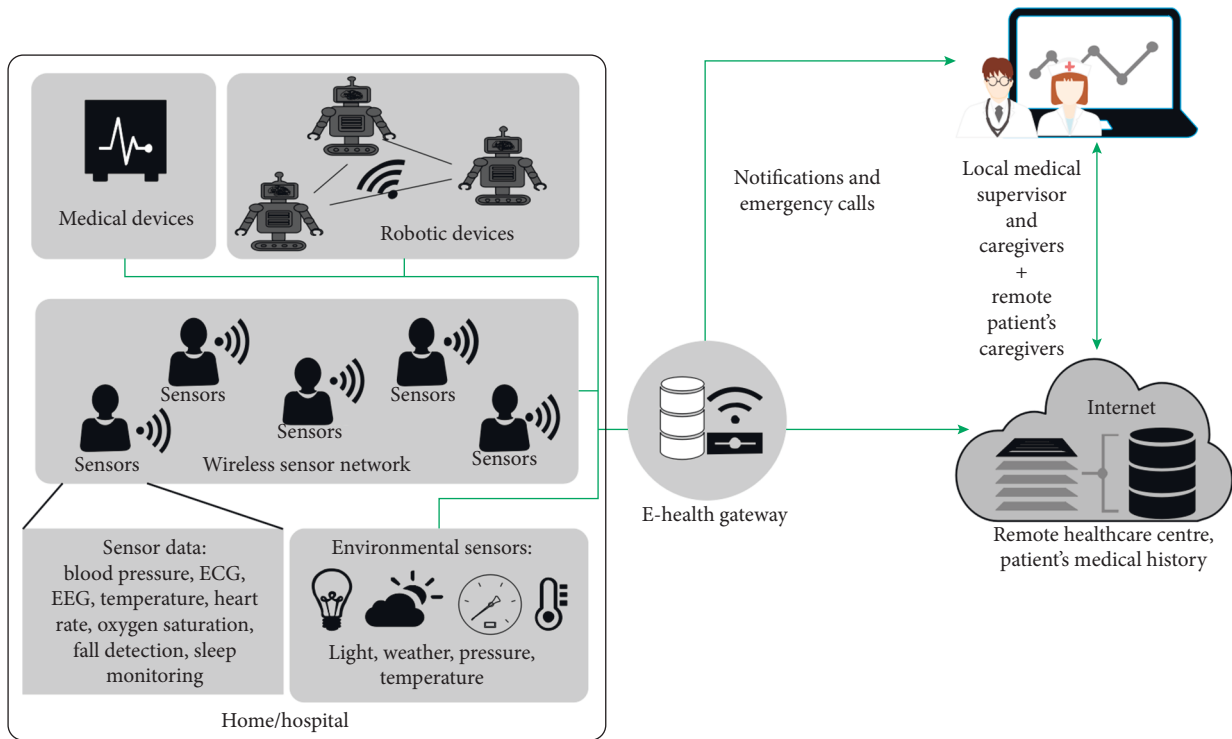 Medical devices
Robotic devices
Sensors
Sensors
Sensors
Sensors
Sensors
Wireless sensor network
Sensor data:
blood pressure, ECG,
EEG, temperature, heart
rate, oxygen saturation,
fall detection, sleep
monitoring
Environmental sensors:
Light, weather, pressure,
temperature
Home/hospital
E-health gateway
Notifications and
emergency calls
Local medical
supervisor
and
caregivers
+
remote
patient’s
caregivers
Internet
Remote healthcare centre,
patient’s medical history